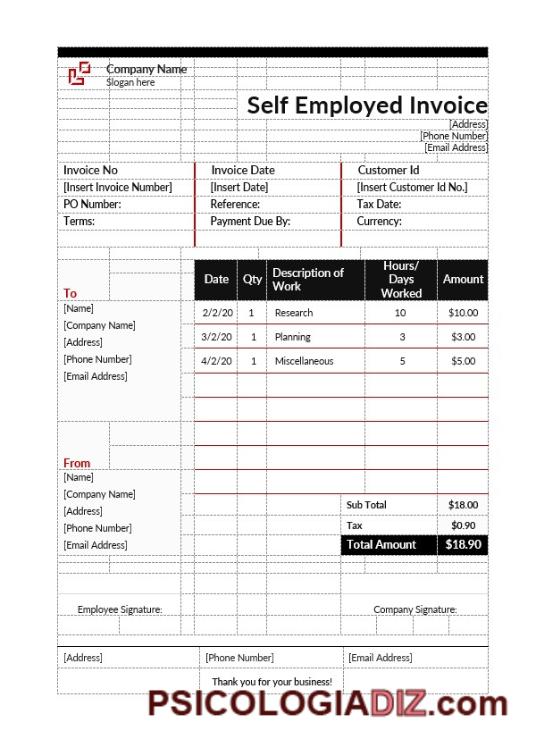 Company Name
Slogan here
Self Employed Invoice
[Address]
[Phone Number]
[Email Address]
Invoice No Invoice Date Customer Id
[Insert Invoice Number] [Insert Date] [Insert Customer Id No.]
PO Number: Reference: Tax Date:
Terms: Payment Due By: Currency:
Date Qty Description of Work Hours/ Days Worked Amount
To
2/2/20 1 Research 10 $10.00
3/2/20 1 Planning 3 $3.00
4/2/20 1 Miscellaneous 5 $5.00
[Name]
[Company Name]
[Address]
[Phone Number]
[Email Address]
From
[Name]
[Company Name]
[Address]
[Phone Number]
[Email Address]
Sub Total $18.00
Tax $0.90
Total Amount $18.90
Employee Signature: Company Signature:
[Address] [Phone Number] [Email Address]
Thank you for your business!
PSICOLOGIADIZ.com